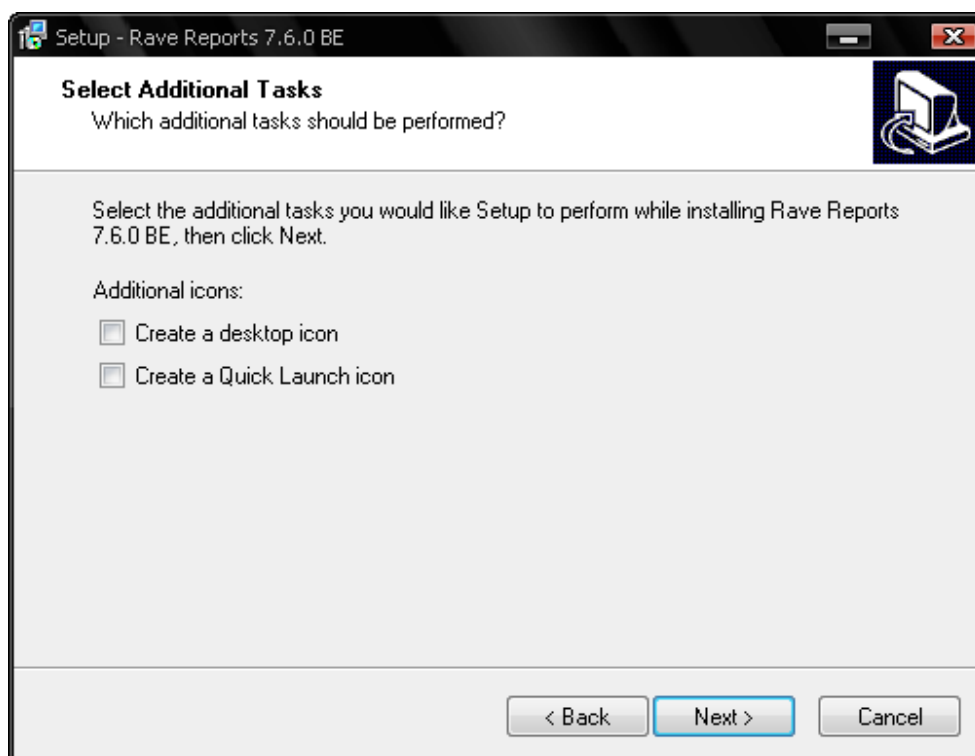 Setup - Rave Reports 7.6.0 BE
Select Additional Tasks
Which additional tasks should be performed?
Select the additional tasks you would like Setup to perform while installing Rave Reports
7.6.0 BE, then click Next.
Additional icons:
Create a desktop icon
Create a Quick Launch icon
< Back
Next >
Cancel